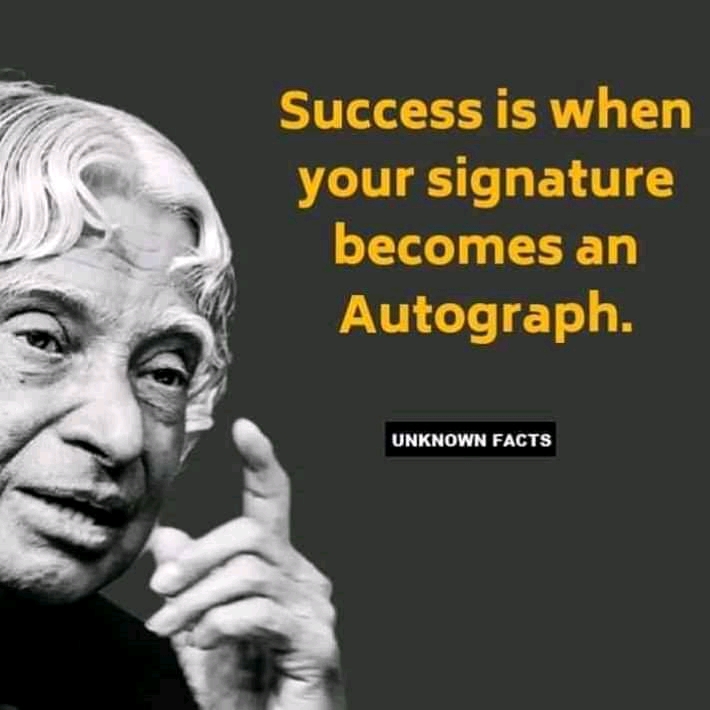 Success is when
your signature
becomes an
Autograph.
UNKNOWN FACTS